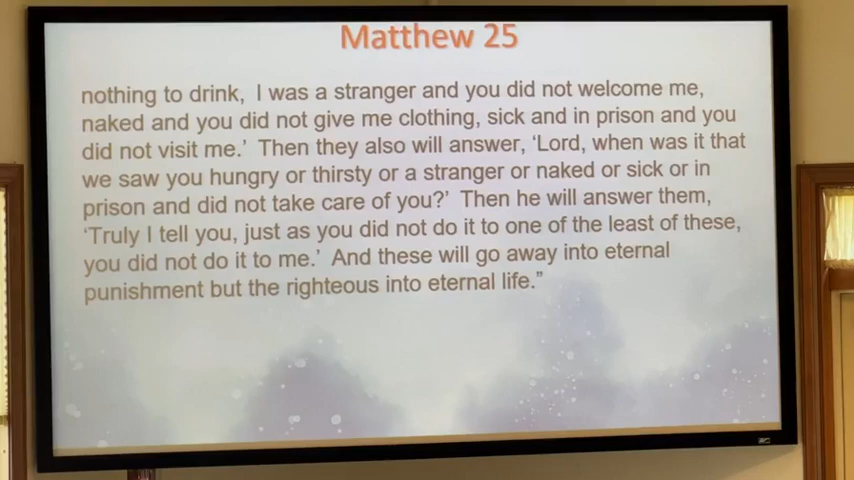 Matthew 25
nothing to drink, I was a stranger and you did not welcome me,
naked and you did not give me clothing, sick and in prison and you
did not visit me.’ Then they also will answer, ‘Lord, when was it that
we saw you hungry or thirsty or a stranger or naked or sick or in
prison and did not take care of you?’ Then he will answer them,
‘Truly I tell you, just as you did not do it to one of the least of these,
you did not do it to me.’ And these will go away into eternal
punishment but the righteous into eternal life.”